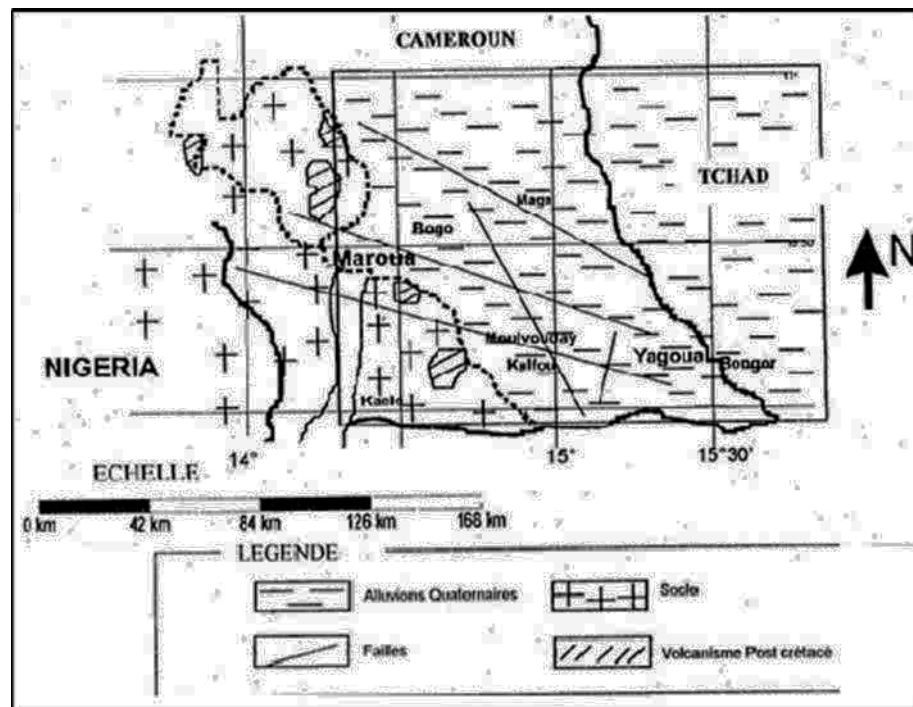 CAMEROUN
TCHAD
Maga
Bogo
N
Maroua
Moulvouday
Yagoua
Bongor
Kalfou
NIGERIA
Kaele
14°
15°
15°30'
ECHELLE
0 km
42 km
84 km
126 km
168 km
LEGENDE
Alluvions Quaternaires
Socle
Failles
Volcanisme Post crétacé